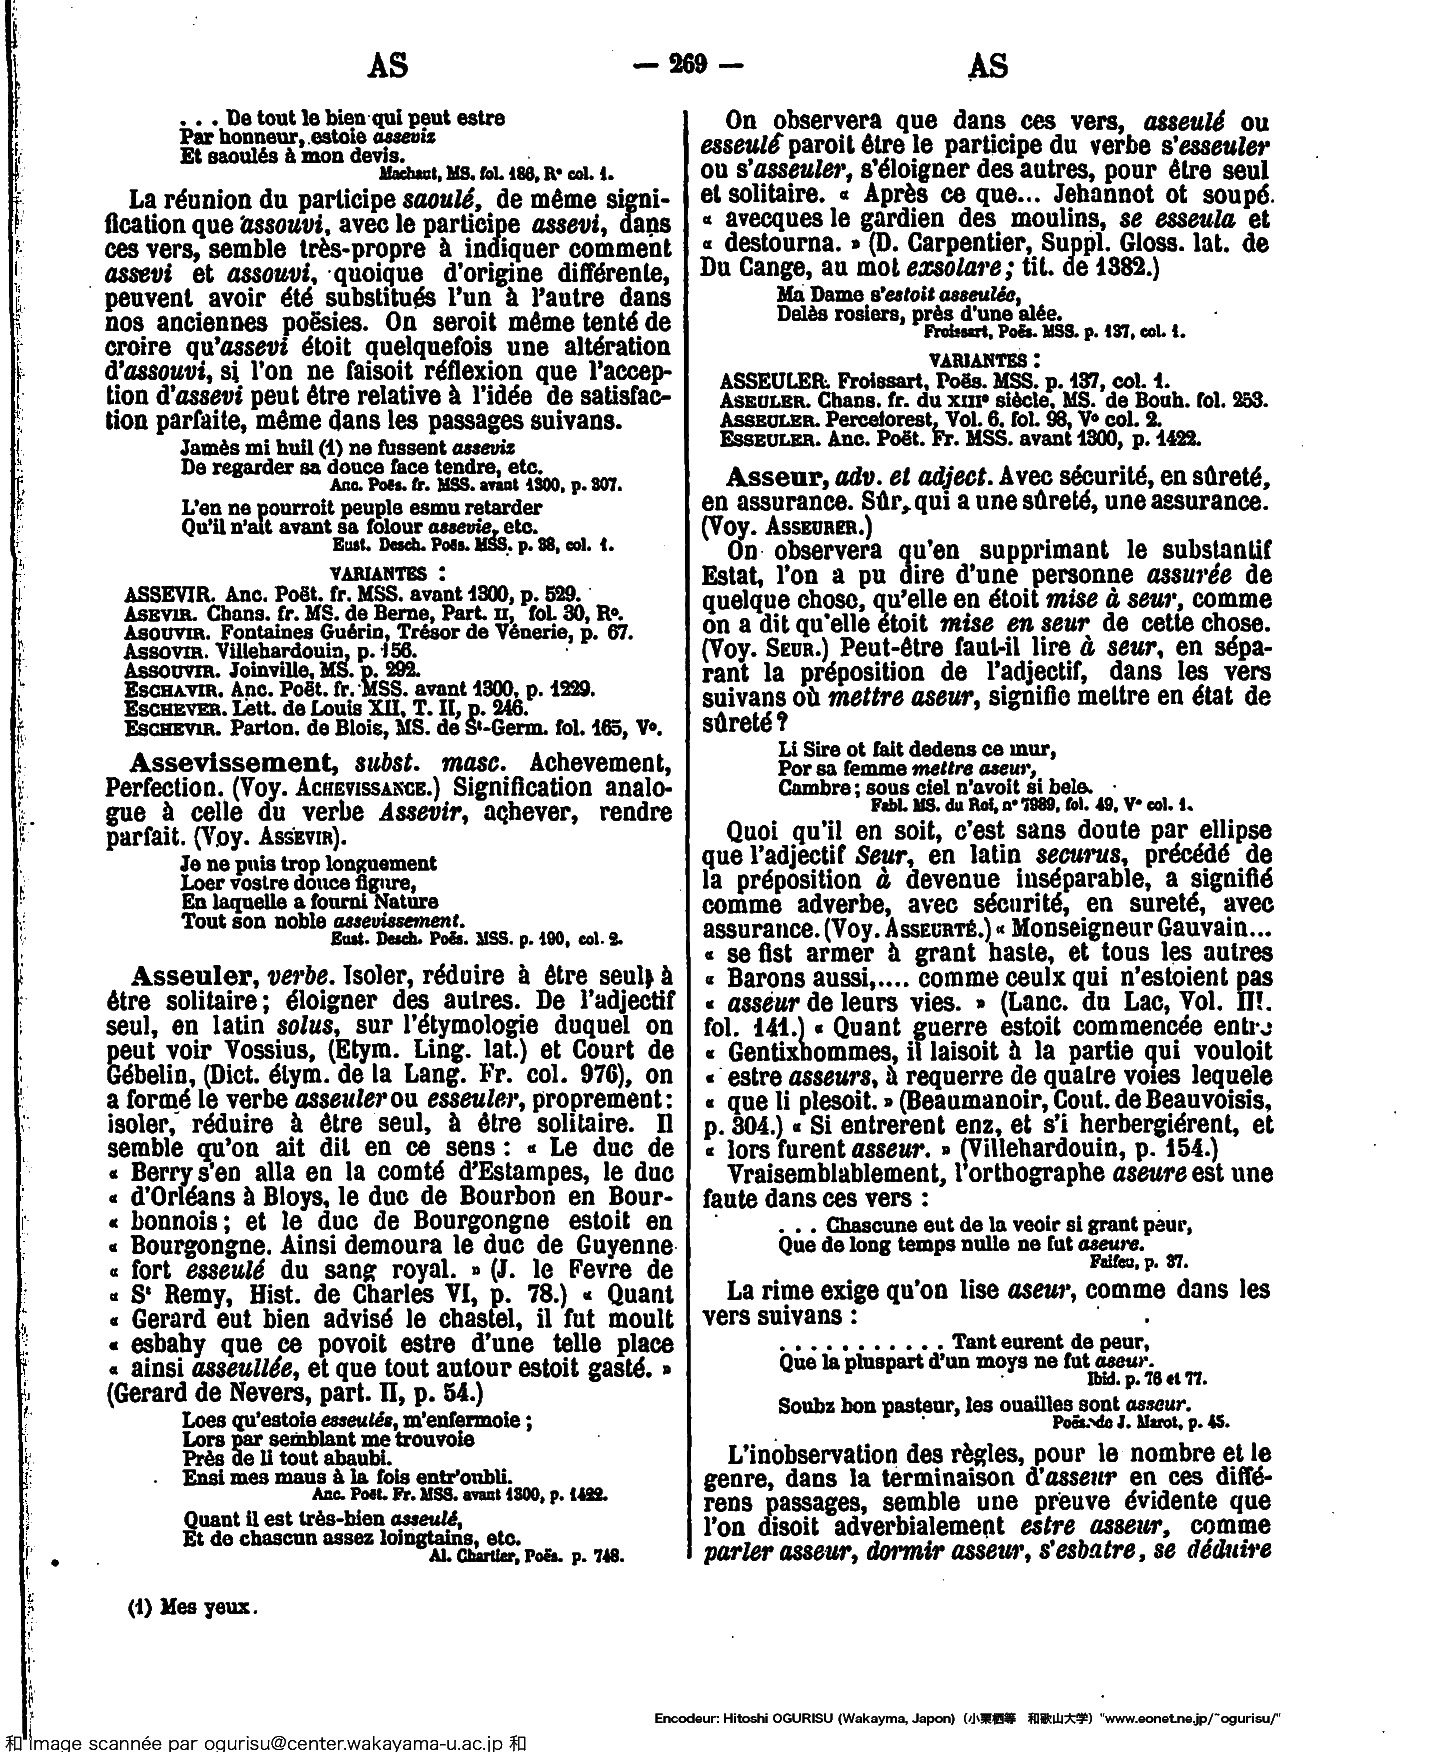 AS — 269 — AS
. . . De tout le bien qui peut estre
Par honneur, estoie asseviz
Et saoulés à mon devis.
Machaut, MS. fol. 186, R° col. 1.
La réunion du participe saoulé, de même signi-
fication que assouvi, avec le participe assevi, dans
ces vers, semble très-propre à indiquer comment
assevi et assouvi, quoique d'origine différente,
peuvent avoir été substitués l'un à l'autre dans
nos anciennes poësies. On seroit même tenté de
croire qu'assevi étoit quelquefois une altération
d'assouvi, si l'on ne faisoit réflexion que l'accep-
tion d'assevi peut être relative à l'idée de satisfac-
tion parfaite, même dans les passages suivans.
Jamès mi huil (1) ne fussent asseviz
De regarder sa douce face tendre, etc.
Anc. Poës. fr. MSS. avant 1300, p. 307.
L'en ne pourroit peuple esmu retarder
Qu'il n'ait avant sa folour assevie, etc.
Eust. Desch. Poës. MSS. p. 38, col. 1.
VARIANTES :
ASSEVIR. Anc. Poët. fr. MSS. avant 1300, p. 529.
ASEVIR. Chans. fr. MS. de Berne, Part. II, fol. 30, R°.
ASOUVIR. Fontaines Guérin, Trésor de Vénerie, p. 67.
ASSOVIR. Villehardouin, p. 156.
ASSOUVIR. Joinville, MS. p. 292.
ESCHAVIR. Anc. Poët. fr. MSS. avant 1300, p. 1229.
ESCHEVER. Lett. de Louis XII, T. II, p. 246.
ESCHEVIR. Parton. de Blois, MS. de St-Germ. fol. 165, V°.
Assevissement, subst. masc. Achevement,
Perfection. (Voy. ACHEVISSANCE.) Signification analo-
gue à celle du verbe Assevir, achever, rendre
parfait. (Voy. ASSEVIR).
Je ne puis trop longuement
Loer vostre douce figure,
En laquelle a fourni Nature
Tout son noble assevissement.
Eust. Desch. Poës. MSS. p. 190, col. 2.
Asseuler, verbe. Isoler, réduire à être seul, à
être solitaire ; éloigner des autres. De l'adjectif
seul, en latin solus, sur l'étymologie duquel on
peut voir Vossius, (Etym. Ling. lat.) et Court de
Gébelin, (Dict. étym. de la Lang. Fr. col. 976), on
a formé le verbe asseuler ou esseuler, proprement :
isoler, réduire à être seul, à être solitaire. Il
semble qu'on ait dit en ce sens : « Le duc de
« Berry s'en alla en la comté d'Estampes, le duc
« d'Orléans à Bloys, le duc de Bourbon en Bour-
« bonnois ; et le duc de Bourgongne estoit en
« Bourgongne. Ainsi demoura le duc de Guyenne
« fort esseulé du sang royal. » (J. le Fevre de
« St Remy, Hist. de Charles VI, p. 78.) « Quant
« Gerard eut bien advisé le chastel, il fut moult
« esbahy que ce povoit estre d'une telle place
« ainsi asseullée, et que tout autour estoit gasté. »
(Gerard de Nevers, part. II, p. 54.)
Loes qu'estoie esseulés, m'enfermoie ;
Lors par semblant me trouvoie
Près de li tout abaubi.
Ensi mes maus à la fois entr'oubli.
Anc. Poet. Fr. MSS. avant 1300, p. 1422.
Quant il est très-bien asseulé,
Et de chascun assez loingtains, etc.
Al. Chartier, Poës. p. 748.
(1) Mes yeux.
On observera que dans ces vers, asseulé ou
esseulé paroit être le participe du verbe s'esseuler
ou s'asseuler, s'éloigner des autres, pour être seul
et solitaire. « Après ce que... Jehannot ot soupé
« avecques le gardien des moulins, se esseula et
« destourna. » (D. Carpentier, Suppl. Gloss. lat. de
Du Cange, au mot exsolare ; tit. de 1382.)
Ma Dame s'estoit asseulée,
Delès rosiers, près d'une alée.
Froissart, Poës. MSS. p. 137, col. 1.
VARIANTES :
ASSEULER. Froissart, Poës. MSS. p. 137, col. 1.
ASEULER. Chans. fr. du XIIIe siècle, MS. de Bouh. fol. 253.
ASSEULER. Perceforest, Vol. 6, fol. 98, V° col. 2.
ESSEULER. Anc. Poët. Fr. MSS. avant 1300, p. 1422.
Asseur, adv. et adject. Avec sécurité, en sûreté,
en assurance. Sûr, qui a une sûreté, une assurance.
(Voy. ASSEURER.)
On observera qu'en supprimant le substantif
Estat, l'on a pu dire d'une personne assurée de
quelque chose, qu'elle en étoit mise à seur, comme
on a dit qu'elle étoit mise en seur de cette chose.
(Voy. SEUR.) Peut-être faut-il lire à seur, en sépa-
rant la préposition de l'adjectif, dans les vers
suivans où mettre aseur, signifie mettre en état de
sûreté ?
Li Sire ot fait dedens ce mur,
Por sa femme mettre aseur,
Cambre ; sous ciel n'avoit si bele.
Fabl. MS. du Roi, n° 7989, fol. 49, V° col. 1.
Quoi qu'il en soit, c'est sans doute par ellipse
que l'adjectif Seur, en latin securus, précédé de
la préposition à devenue inséparable, a signifié
comme adverbe, avec sécurité, en sureté, avec
assurance. (Voy. ASSEURTÉ.) « Monseigneur Gauvain...
« se fist armer à grant haste, et tous les autres
« Barons aussi,.... comme ceulx qui n'estoient pas
« asseur de leurs vies. » (Lanc. du Lac, Vol. III.
fol. 141.) « Quant guerre estoit commencée entre
« Gentixhommes, il laisoit à la partie qui vouloit
« estre asseurs, à requerre de quatre voies lequele
« que li plesoit. » (Beaumanoir, Cout. de Beauvoisis,
p. 304.) « Si entrerent enz, et s'i herbergiérent, et
« lors furent asseur. » (Villehardouin, p. 154.)
Vraisemblablement, l'orthographe aseure est une
faute dans ces vers :
. . . Chascune eut de la veoir si grant peur,
Que de long temps nulle ne fut aseure.
Faifeu, p. 37.
La rime exige qu'on lise aseur, comme dans les
vers suivans :
. . . . . . . . . . . Tant eurent de peur,
Que la pluspart d'un moys ne fut aseur.
Ibid. p. 76 et 77.
Soubz bon pasteur, les ouailles sont asseur.
Poës. de J. Marot, p. 45.
L'inobservation des règles, pour le nombre et le
genre, dans la terminaison d'asseur en ces diffé-
rens passages, semble une preuve évidente que
l'on disoit adverbialement estre asseur, comme
parler asseur, dormir asseur, s'esbatre, se déduire
Encodeur: Hitoshi OGURISU (Wakayma, Japon) (小栗栖等 和歌山大学) "www.eonet.ne.jp/~ogurisu/"
和 image scannée par ogurisu@center.wakayama-u.ac.jp 和